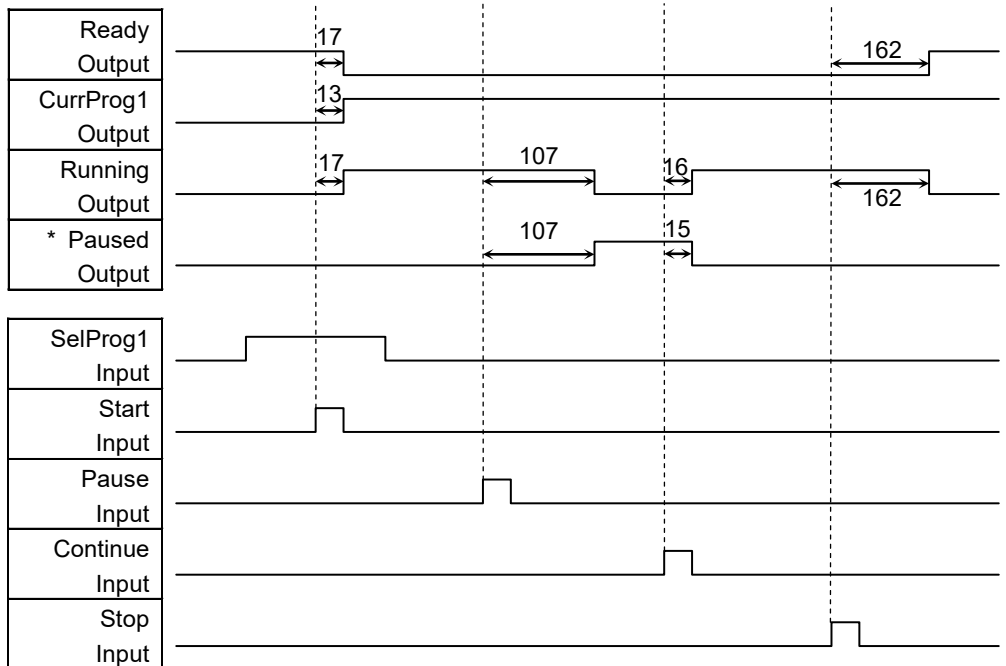 Ready
Output
17
162
CurrProg1
Output
13
Running
Output
17
107
16
162
* Paused
Output
107
15
SelProg1
Input
Start
Input
Pause
Input
Continue
Input
Stop
Input